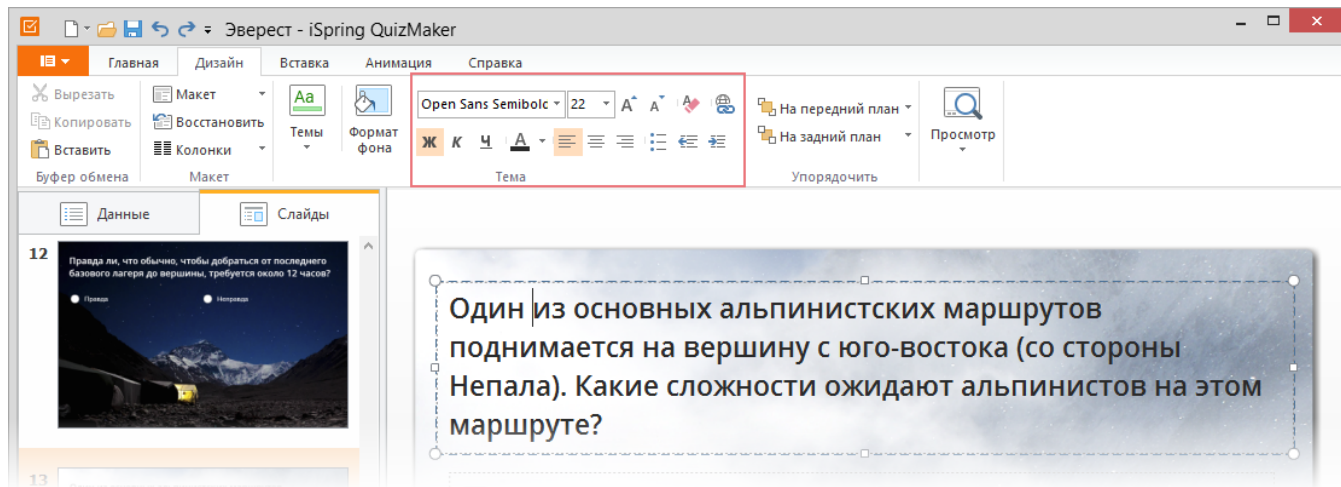 Эверест - iSpring QuizMaker
Главная Дизайн Вставка Анимация Справка
Вырезать
Копировать
Вставить
Буфер обмена
Макет
Восстановить
Колонки
Макет
Aa
Темы
Формат
фона
Open Sans Semibolc 22 A A
Ж К Ч A
Тема
На передний план
На задний план
Упорядочить
Просмотр
Данные
Слайды
12
Правда ли, что обычно, чтобы добраться от последнего
базового лагеря до вершины, требуется около 12 часов?
Правда Неправда
13
Один из основных альпинистских маршрутов
поднимается на вершину с юго-востока (со стороны
Непала). Какие сложности ожидают альпинистов на этом
маршруте?